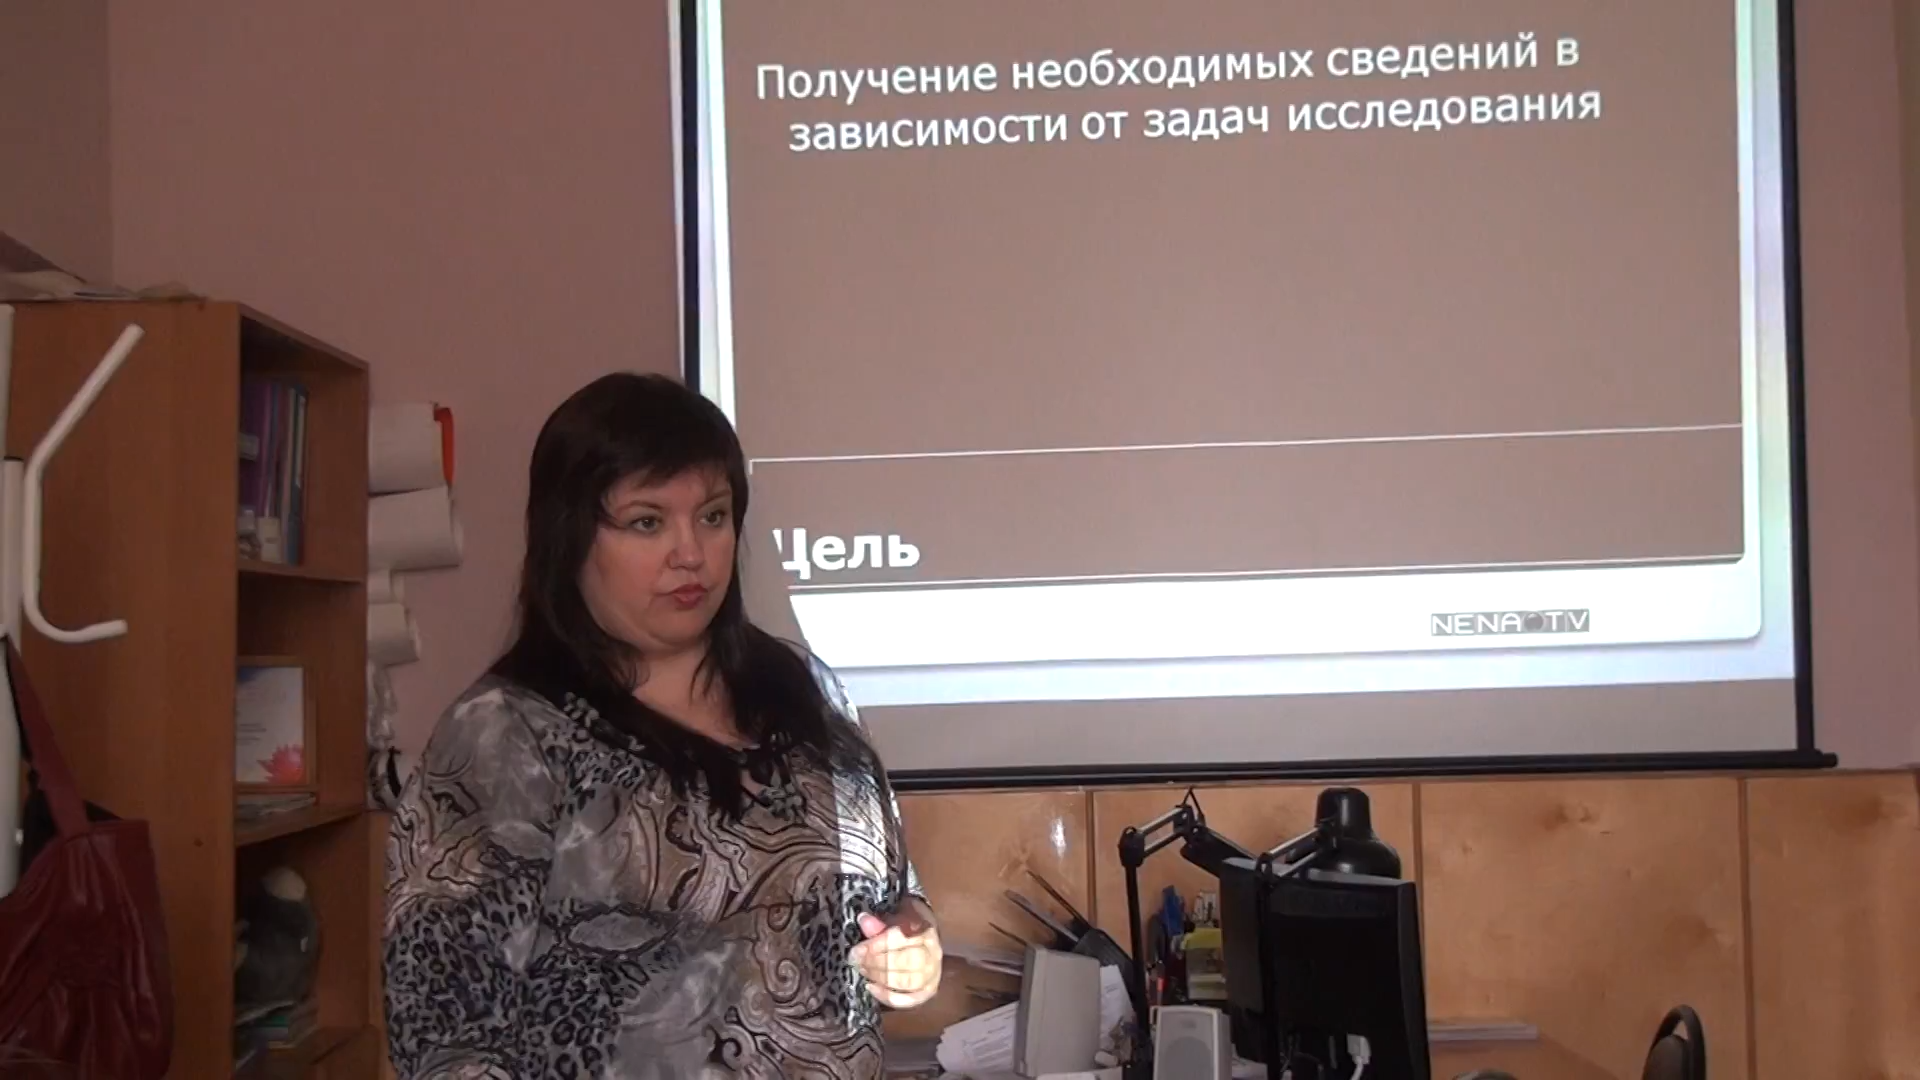 Получение необходимых сведений в
зависимости от задач исследования
Цель
NENA TV